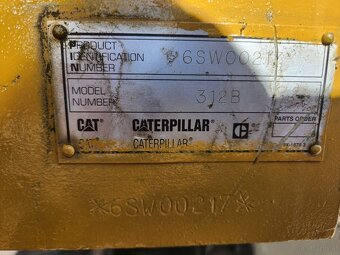 PRODUCT
IDENTIFICATION
NUMBER
*6SW00217*
MODEL
NUMBER
312B
CAT CATERPILLAR
PARTS ORDER
CATERPILLAR
*6SW00217*